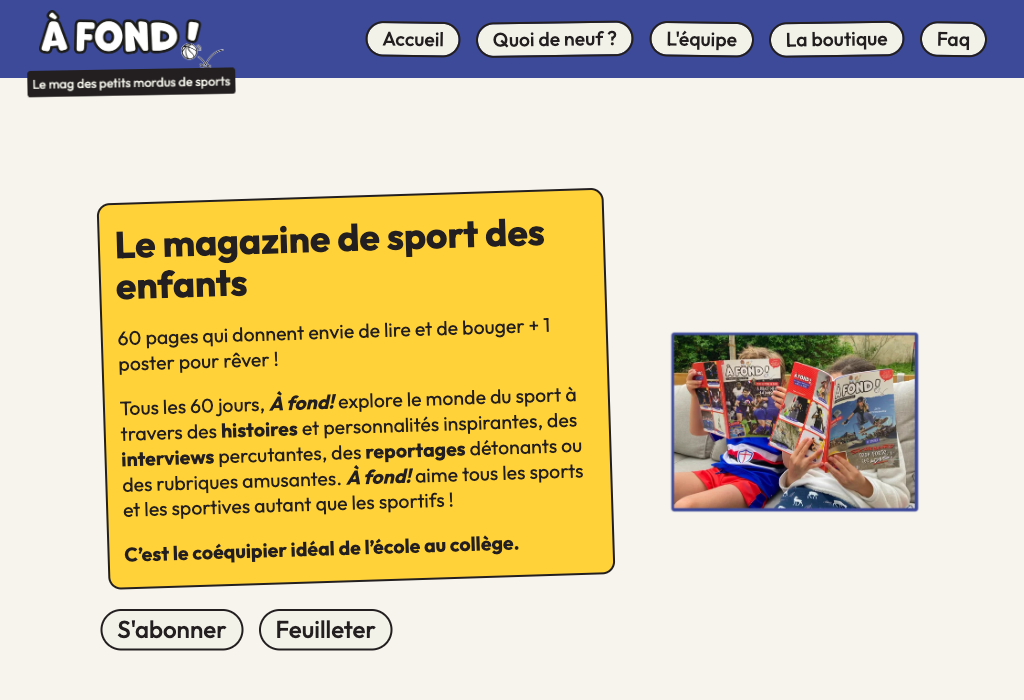 À FOND !
Le mag des petits mordus de sports
Accueil
Quoi de neuf ?
L'équipe
La boutique
Faq
Le magazine de sport des
enfants
60 pages qui donnent envie de lire et de bouger + 1
poster pour rêver !
Tous les 60 jours, À fond! explore le monde du sport à
travers des histoires et personnalités inspirantes, des
interviews percutantes, des reportages détonants ou
des rubriques amusantes. À fond! aime tous les sports
et les sportives autant que les sportifs !
C’est le coéquipier idéal de l’école au collège.
À FOND !
À FOND !
S'abonner
Feuilleter